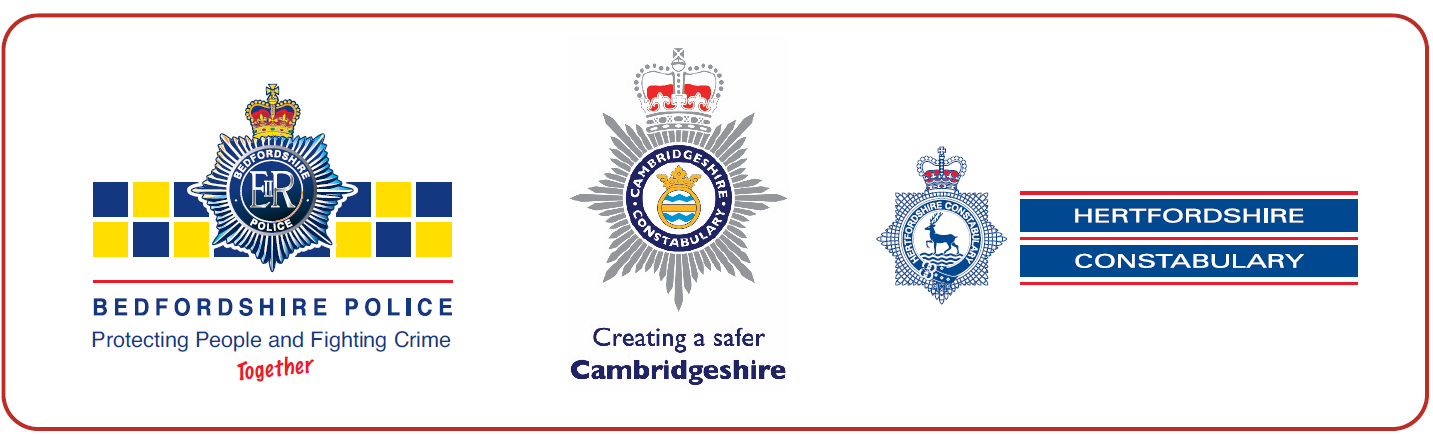 BEDFORDSHIRE
EIIR
POLICE
BEDFORDSHIRE POLICE
Protecting People and Fighting Crime
Together
CAMBRIDGESHIRE
CONSTABULARY
Creating a safer
Cambridgeshire
HERTFORDSHIRE CONSTABULARY
HERTFORDSHIRE
CONSTABULARY